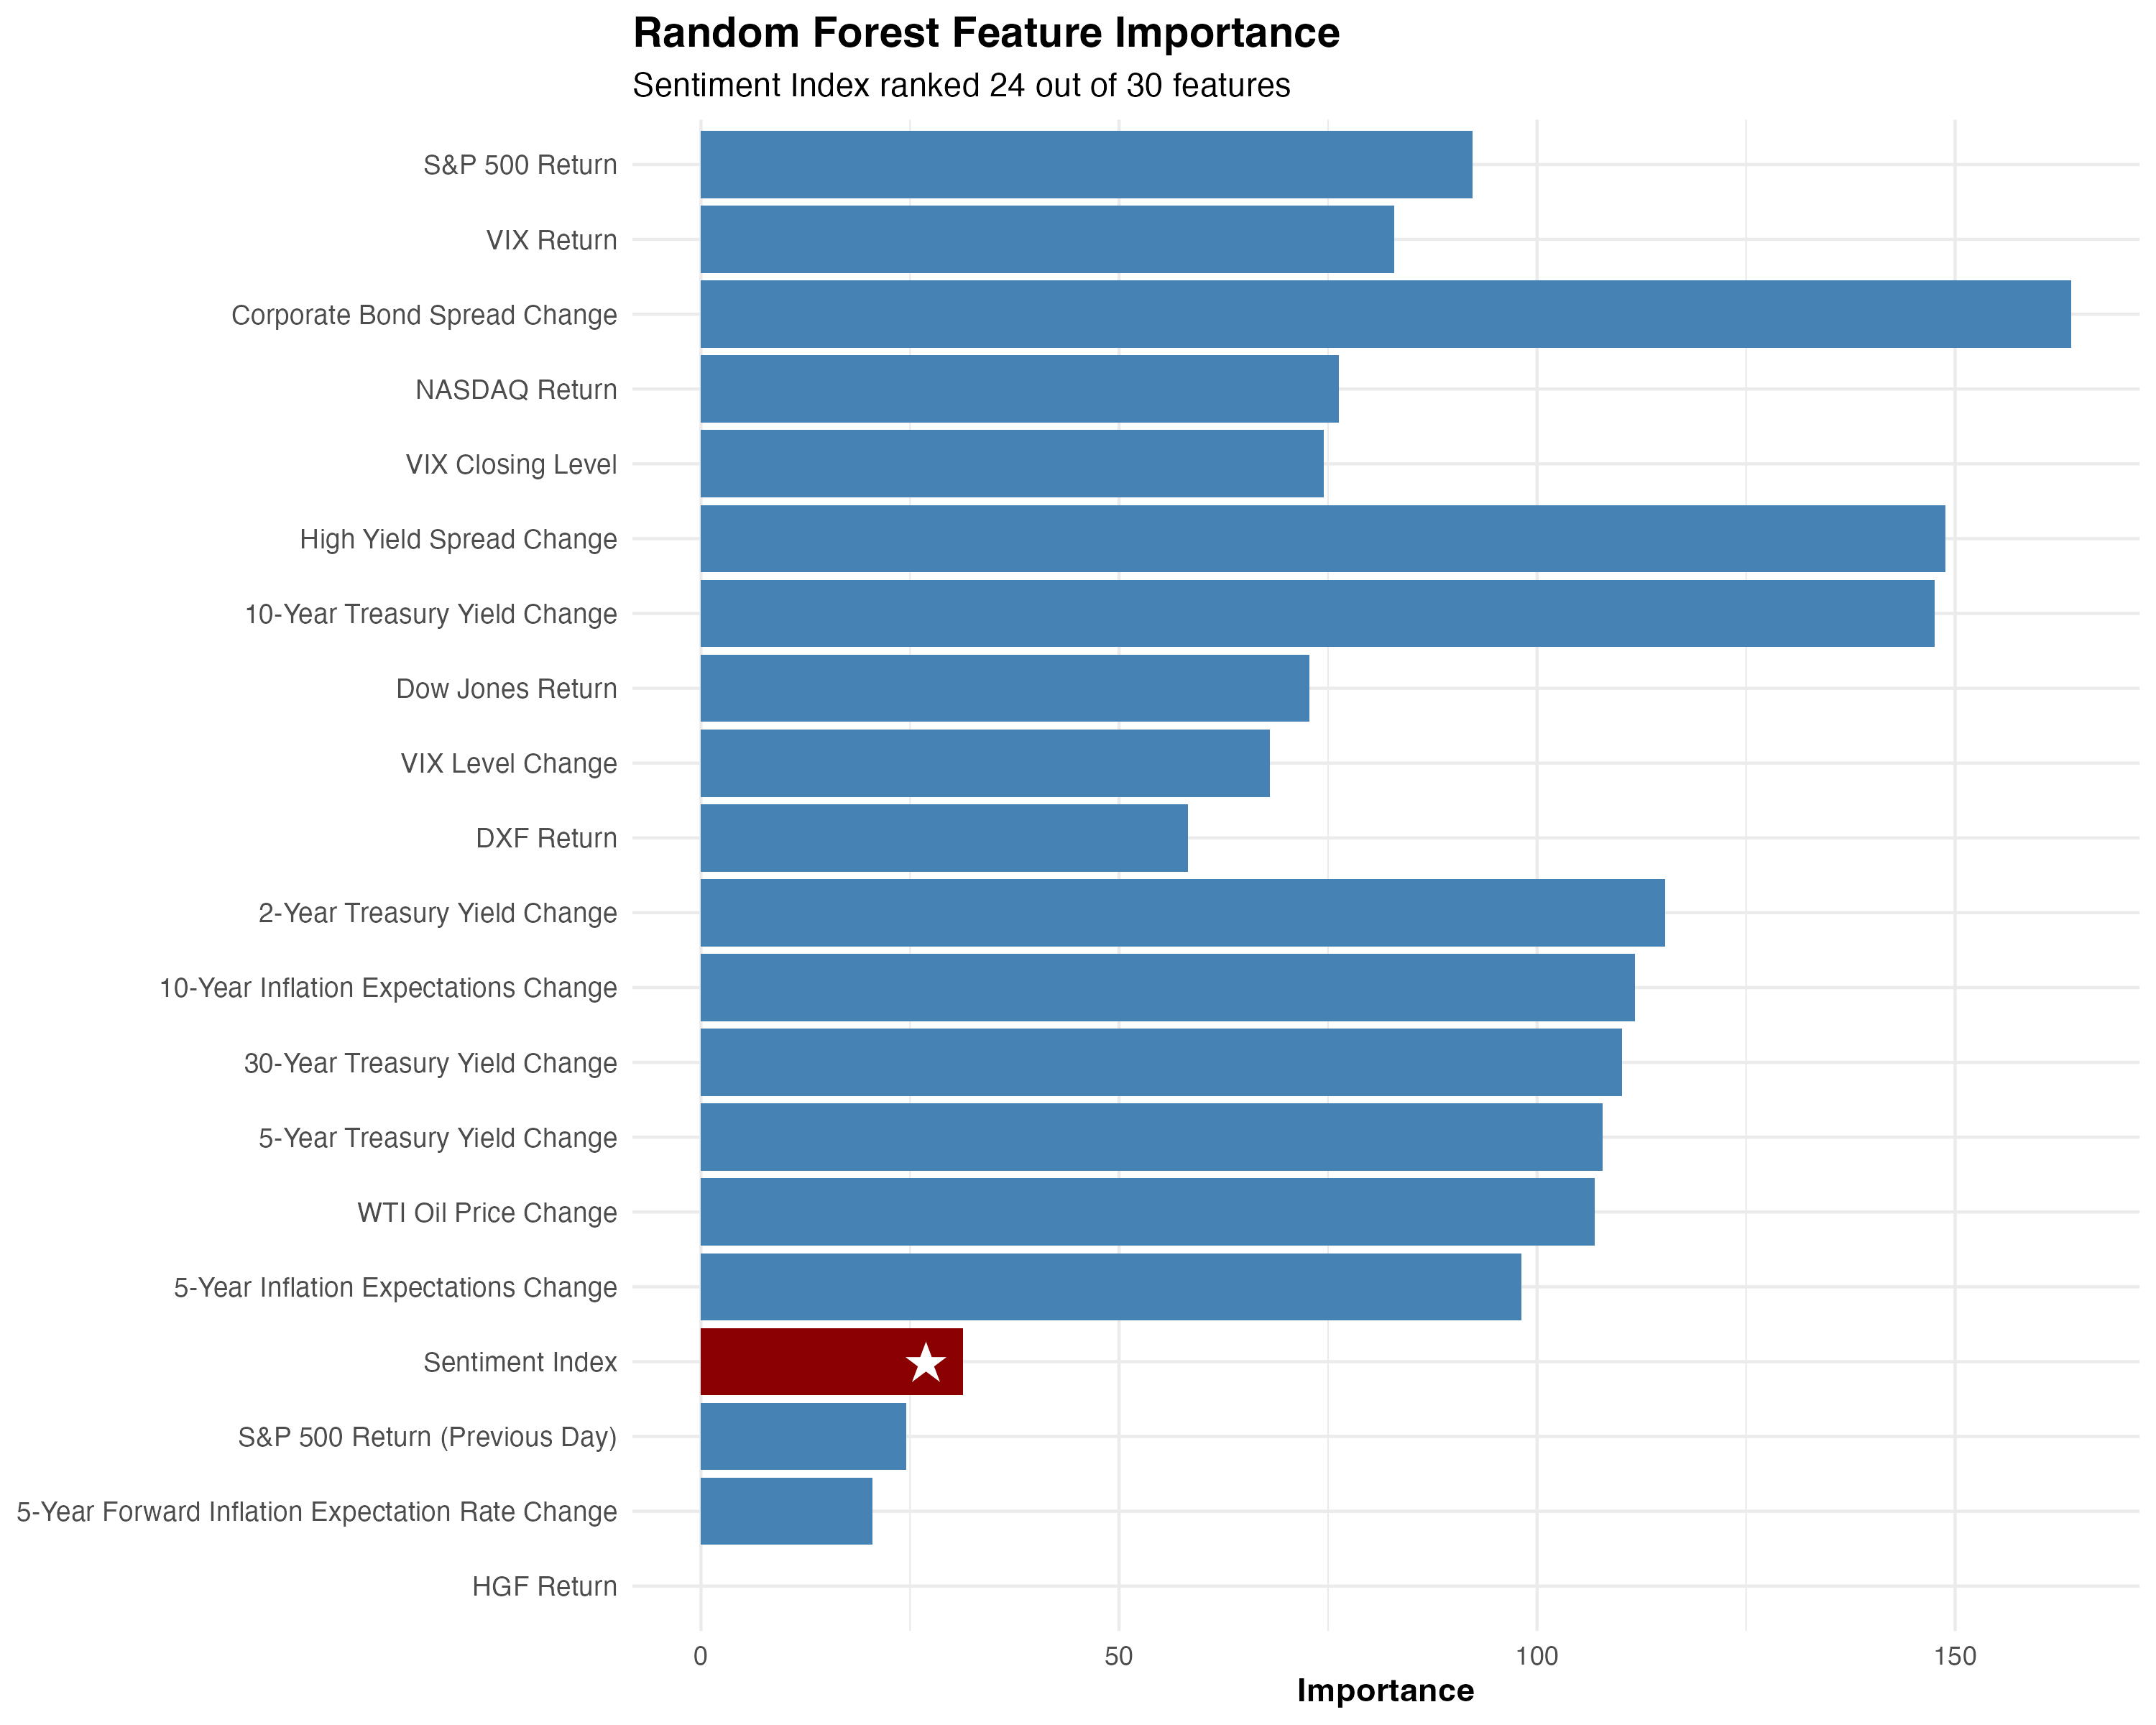 Random Forest Feature Importance
Sentiment Index ranked 24 out of 30 features
S&P 500 Return
VIX Return
Corporate Bond Spread Change
NASDAQ Return
VIX Closing Level
High Yield Spread Change
10-Year Treasury Yield Change
Dow Jones Return
VIX Level Change
DXF Return
2-Year Treasury Yield Change
10-Year Inflation Expectations Change
30-Year Treasury Yield Change
5-Year Treasury Yield Change
WTI Oil Price Change
5-Year Inflation Expectations Change
Sentiment Index
S&P 500 Return (Previous Day)
5-Year Forward Inflation Expectation Rate Change
HGF Return
0 50 100 150
Importance